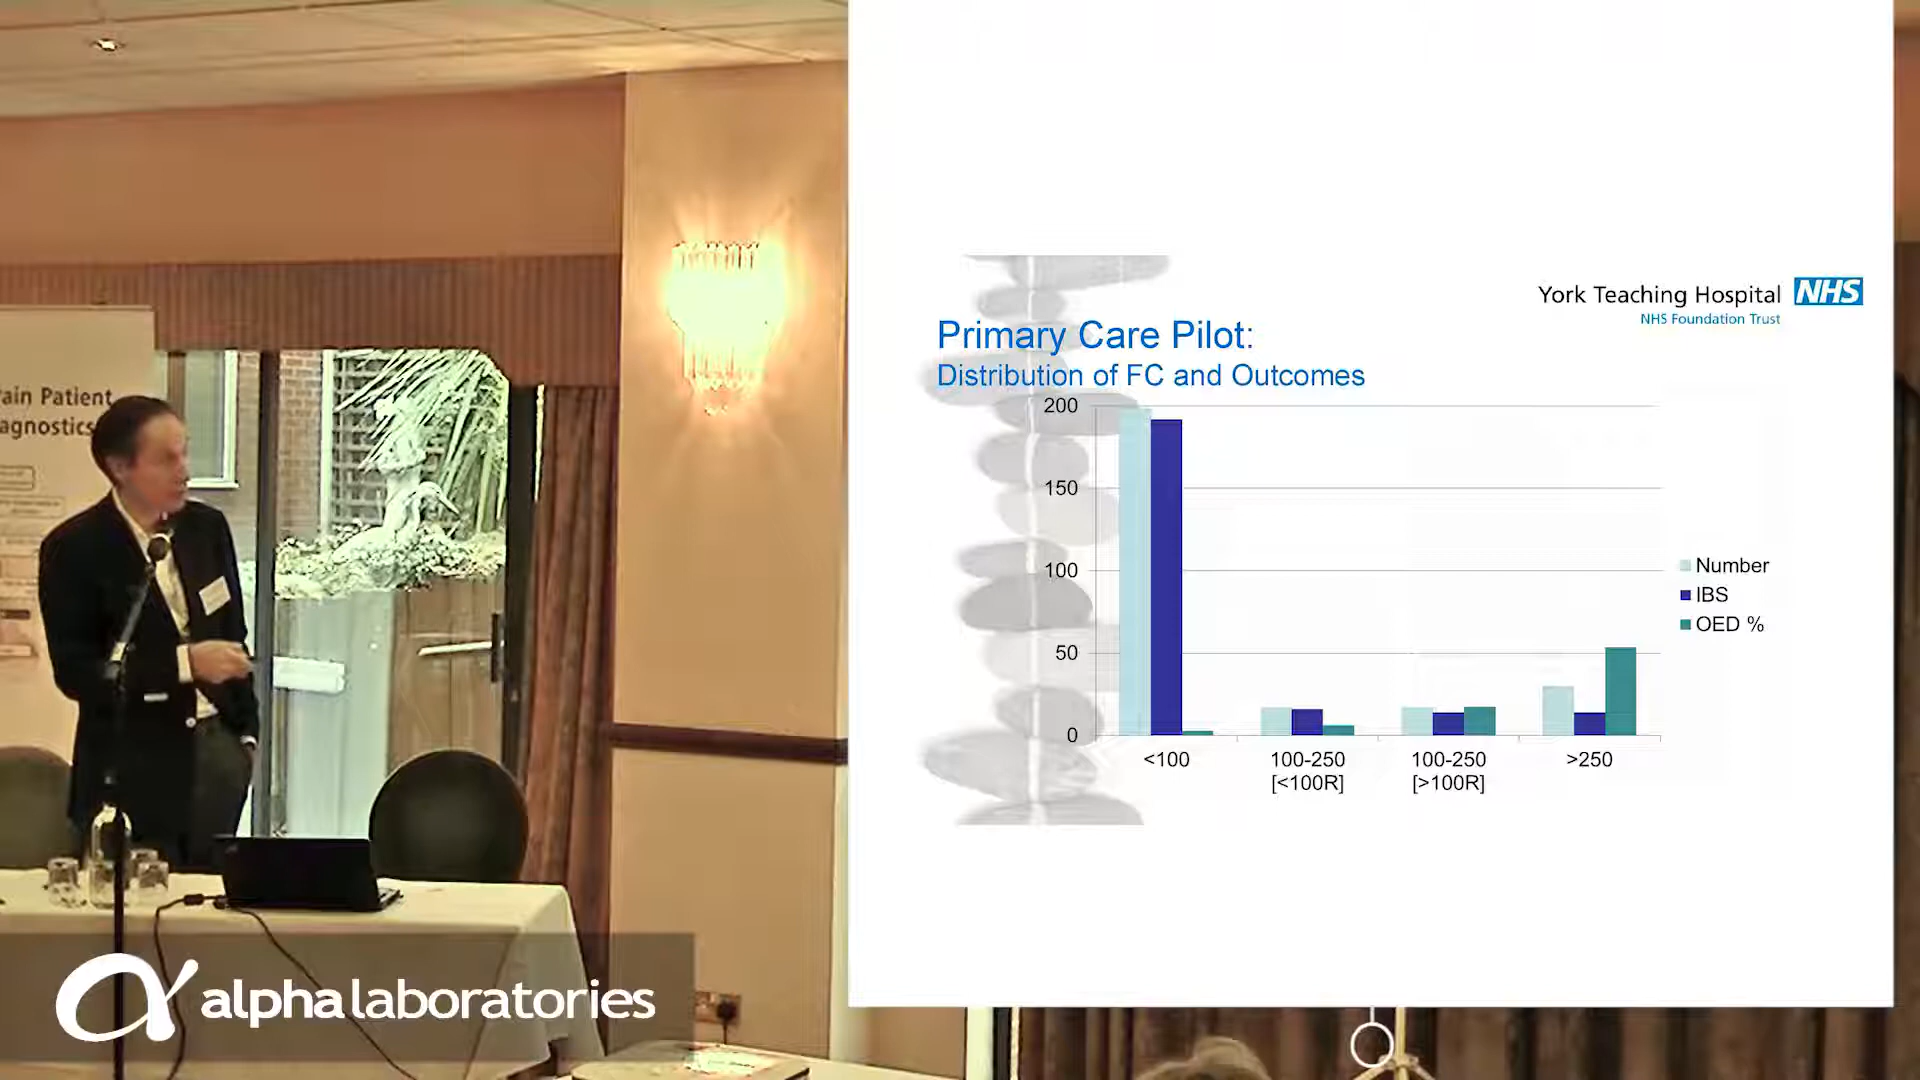 ain Patient
agnostics
York Teaching Hospital NHS
NHS Foundation Trust
Primary Care Pilot:
Distribution of FC and Outcomes
200
150
100
50
0
<100
100-250
[<100R]
100-250
[>100R]
>250
Number
IBS
OED %
alphalaboratories